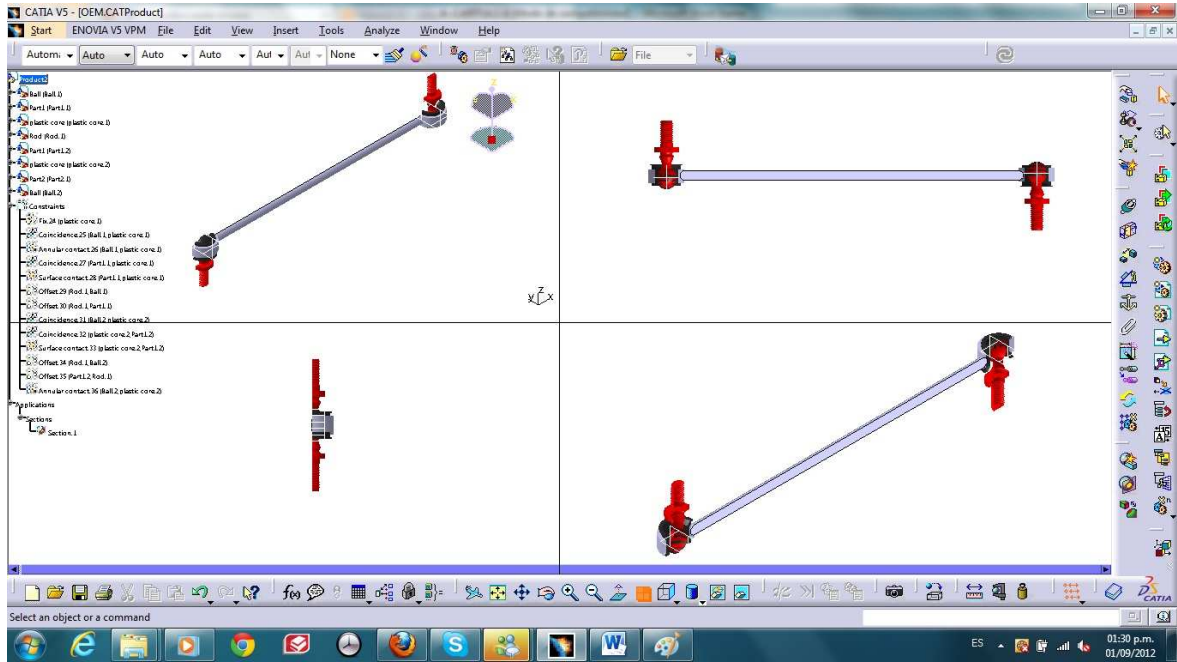 CATIA V5 - [OEM.CATProduct]
Start ENOVIA V5 VPM File Edit View Insert Tools Analyze Window Help
Automa Auto Auto Auto Aut Aut None File
Product2
Ball (Ball.1)
Part1 (Part1.1)
plastic core (plastic core.1)
Rod (Rod.1)
Part1 (Part1.2)
plastic core (plastic core.2)
Part2 (Part2.1)
Ball (Ball.2)
Constraints
Fix.24 (plastic core.1)
Coincidence.25 (Ball.1,plastic core.1)
Annular contact.26 (Ball.1,plastic core.1)
Coincidence.27 (Part1.1,plastic core.1)
Surface contact.28 (Part1.1,plastic core.1)
Offset.29 (Rod.1,Ball.1)
Offset.30 (Rod.1,Part1.1)
Coincidence.31 (Ball.2,plastic core.2)
Coincidence.32 (plastic core.2,Part1.2)
Surface contact.33 (plastic core.2,Part1.2)
Offset.34 (Rod.1,Ball.2)
Offset.35 (Part1.2,Rod.1)
Annular contact.36 (Ball.2,plastic core.2)
Applications
Sections
Section.1
z
y x
z
f(x)
CATIA
Select an object or a command
ES 01:30 p.m.
01/09/2012